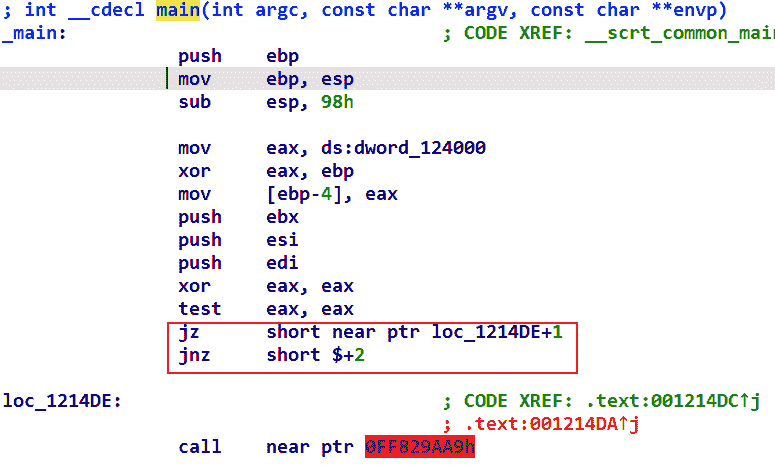 ; int __cdecl main(int argc, const char **argv, const char **envp)
_main: ; CODE XREF: __scrt_common_mai
push ebp
mov ebp, esp
sub esp, 98h
mov eax, ds:dword_124000
xor eax, ebp
mov [ebp-4], eax
push ebx
push esi
push edi
xor eax, eax
test eax, eax
jz short near ptr loc_1214DE+1
jnz short $+2
loc_1214DE: ; CODE XREF: .text:001214DC↑j
; .text:001214DA↑j
call near ptr 0FF829AA9h